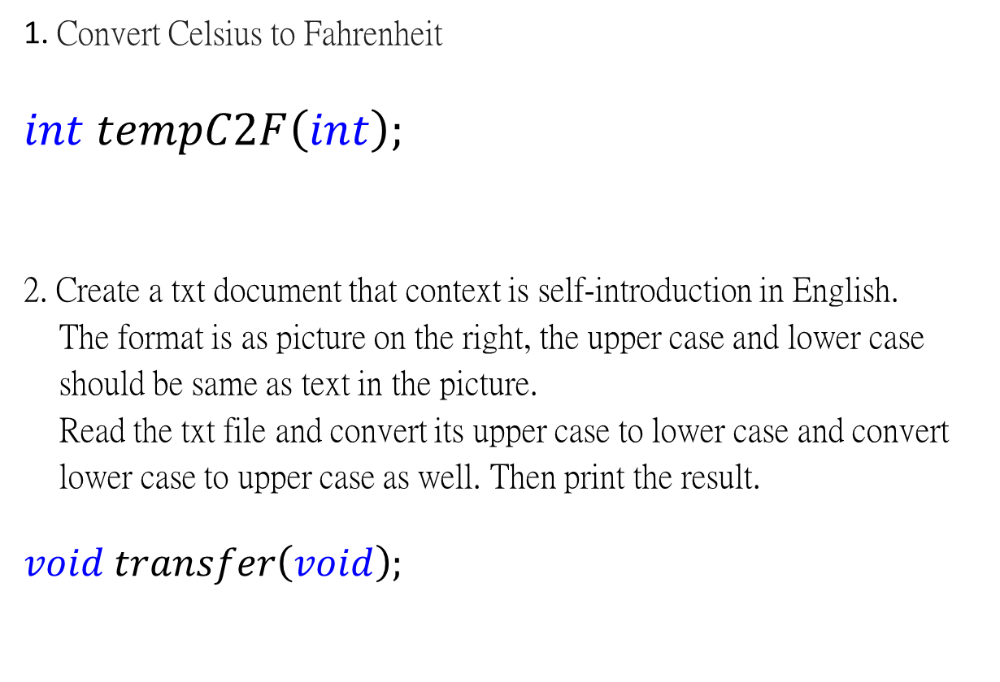 1. Convert Celsius to Fahrenheit
int tempC2F(int);
2. Create a txt document that context is self-introduction in English.
The format is as picture on the right, the upper case and lower case
should be same as text in the picture.
Read the txt file and convert its upper case to lower case and convert
lower case to upper case as well. Then print the result.
void transfer(void);